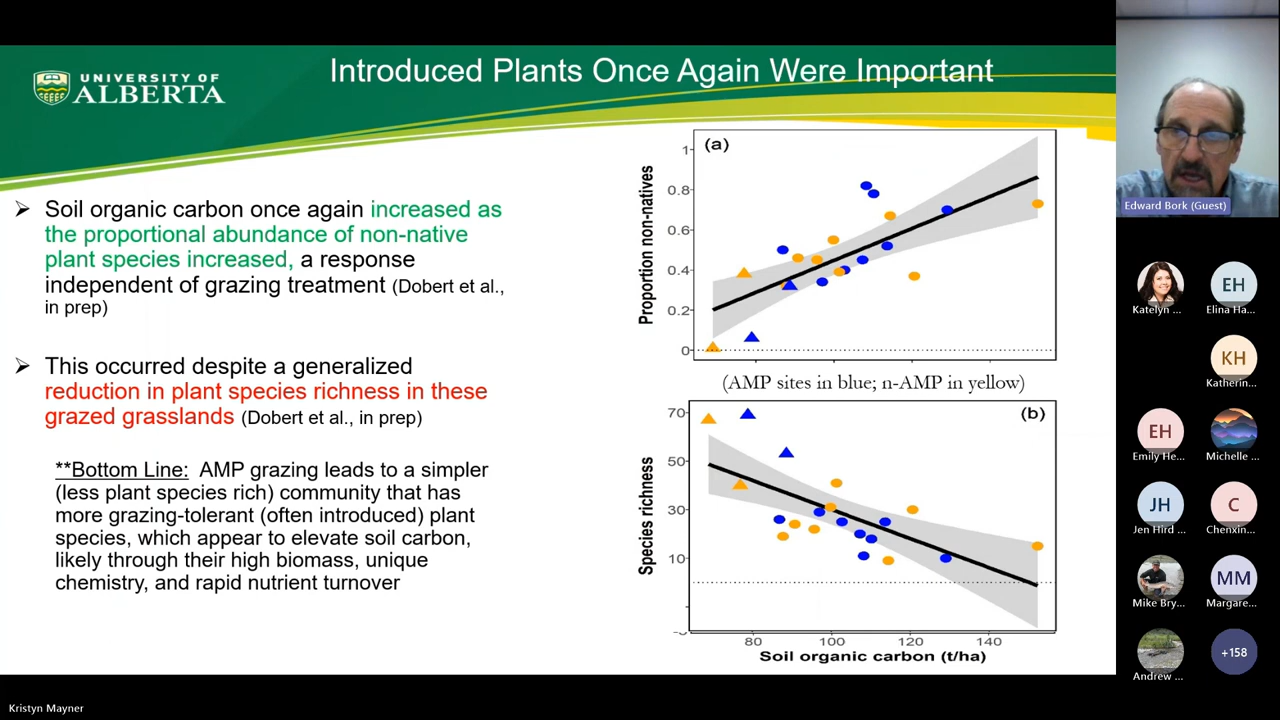 UNIVERSITY OF
ALBERTA
Introduced Plants Once Again Were Important
➢ Soil organic carbon once again increased as
the proportional abundance of non-native
plant species increased, a response
independent of grazing treatment (Dobert et al.,
in prep)
➢ This occurred despite a generalized
reduction in plant species richness in these
grazed grasslands (Dobert et al., in prep)
**Bottom Line: AMP grazing leads to a simpler
(less plant species rich) community that has
more grazing-tolerant (often introduced) plant
species, which appear to elevate soil carbon,
likely through their high biomass, unique
chemistry, and rapid nutrient turnover
(a)
Proportion non-natives
1
0.8
0.6
0.4
0.2
0
(AMP sites in blue; n-AMP in yellow)
(b)
Species richness
70
50
30
10
80 100 120 140
Soil organic carbon (t/ha)
Edward Bork (Guest)
Katelyn ...
EH
Elina Ha...
KH
Katherin...
EH
Emily He...
Michelle ...
JH
Jen Hird ...
C
Chenxin...
Mike Bry...
MM
Margare...
Andrew ...
+158
Kristyn Mayner